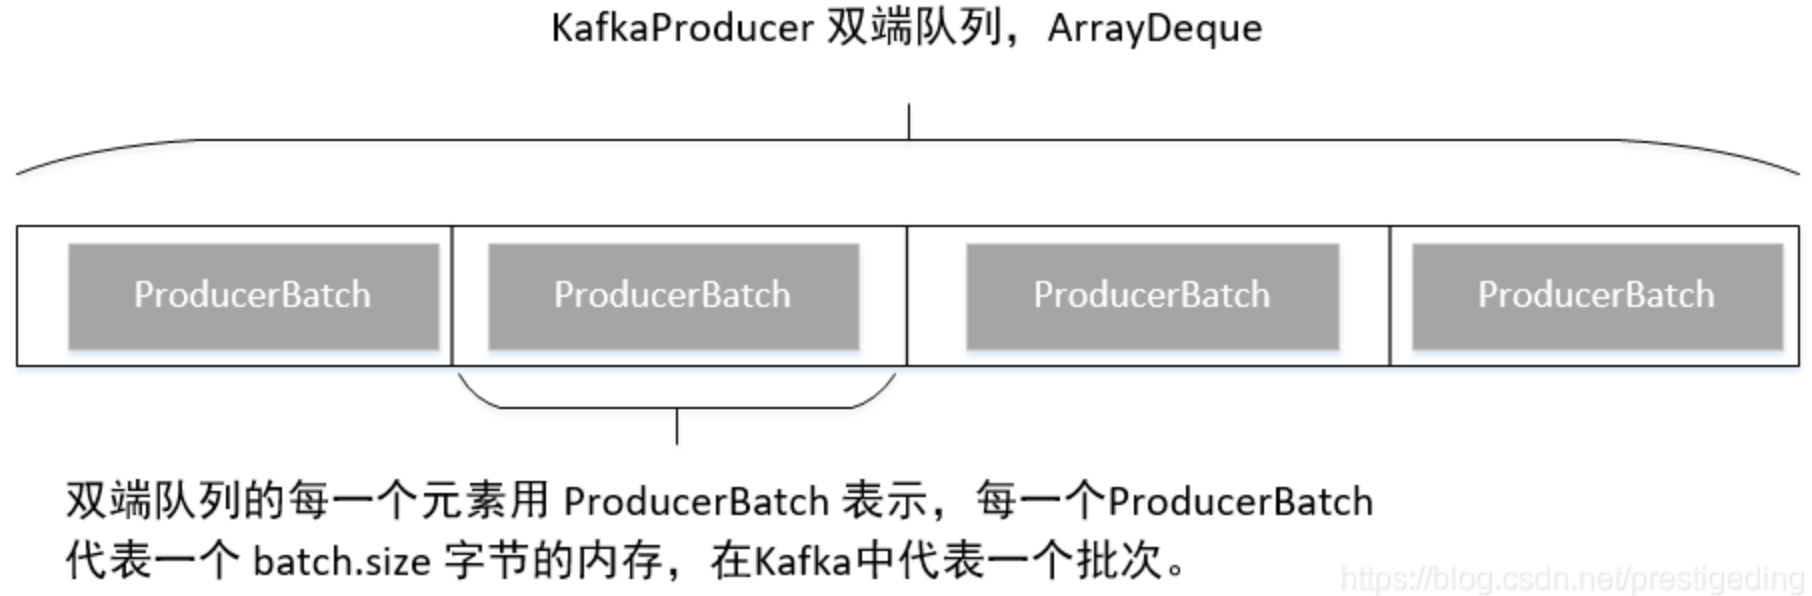 KafkaProducer 双端队列，ArrayDeque
ProducerBatch ProducerBatch ProducerBatch ProducerBatch
双端队列的每一个元素用 ProducerBatch 表示，每一个ProducerBatch
代表一个 batch.size 字节的内存，在Kafka中代表一个批次。
https://blog.csdn.net/prestigeding